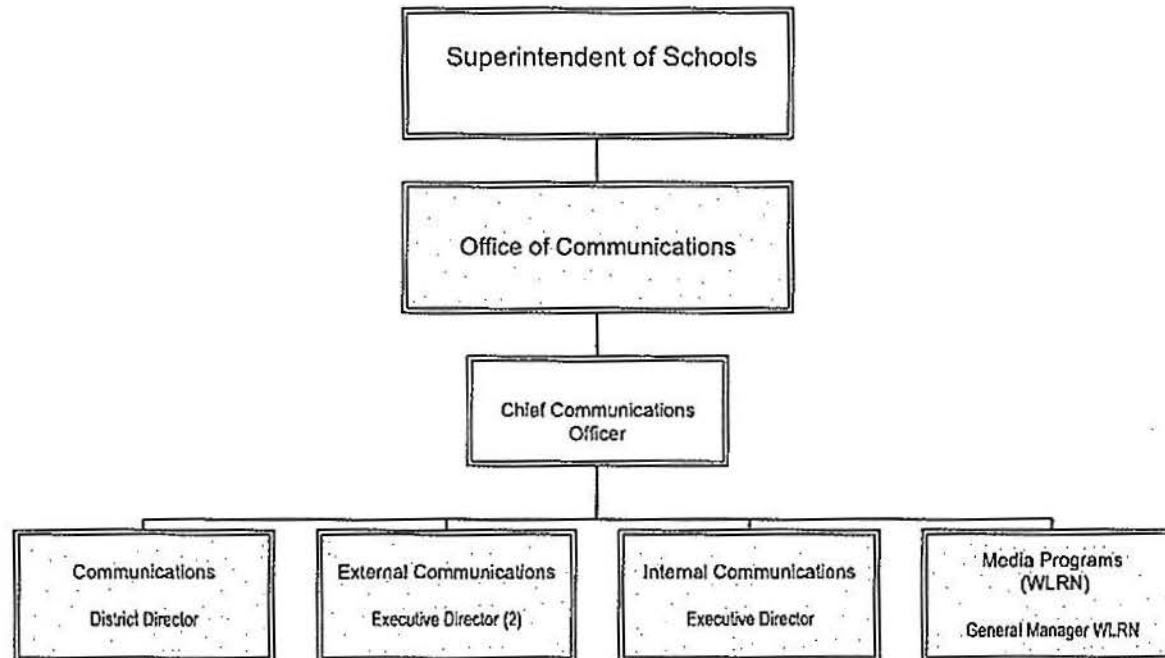 Superintendent of Schools
Office of Communications
Chief Communications
Officer
Communications
District Director
External Communications
Executive Director (2)
Internal Communications
Executive Director
Media Programs
(WLRN)
General Manager WLRN